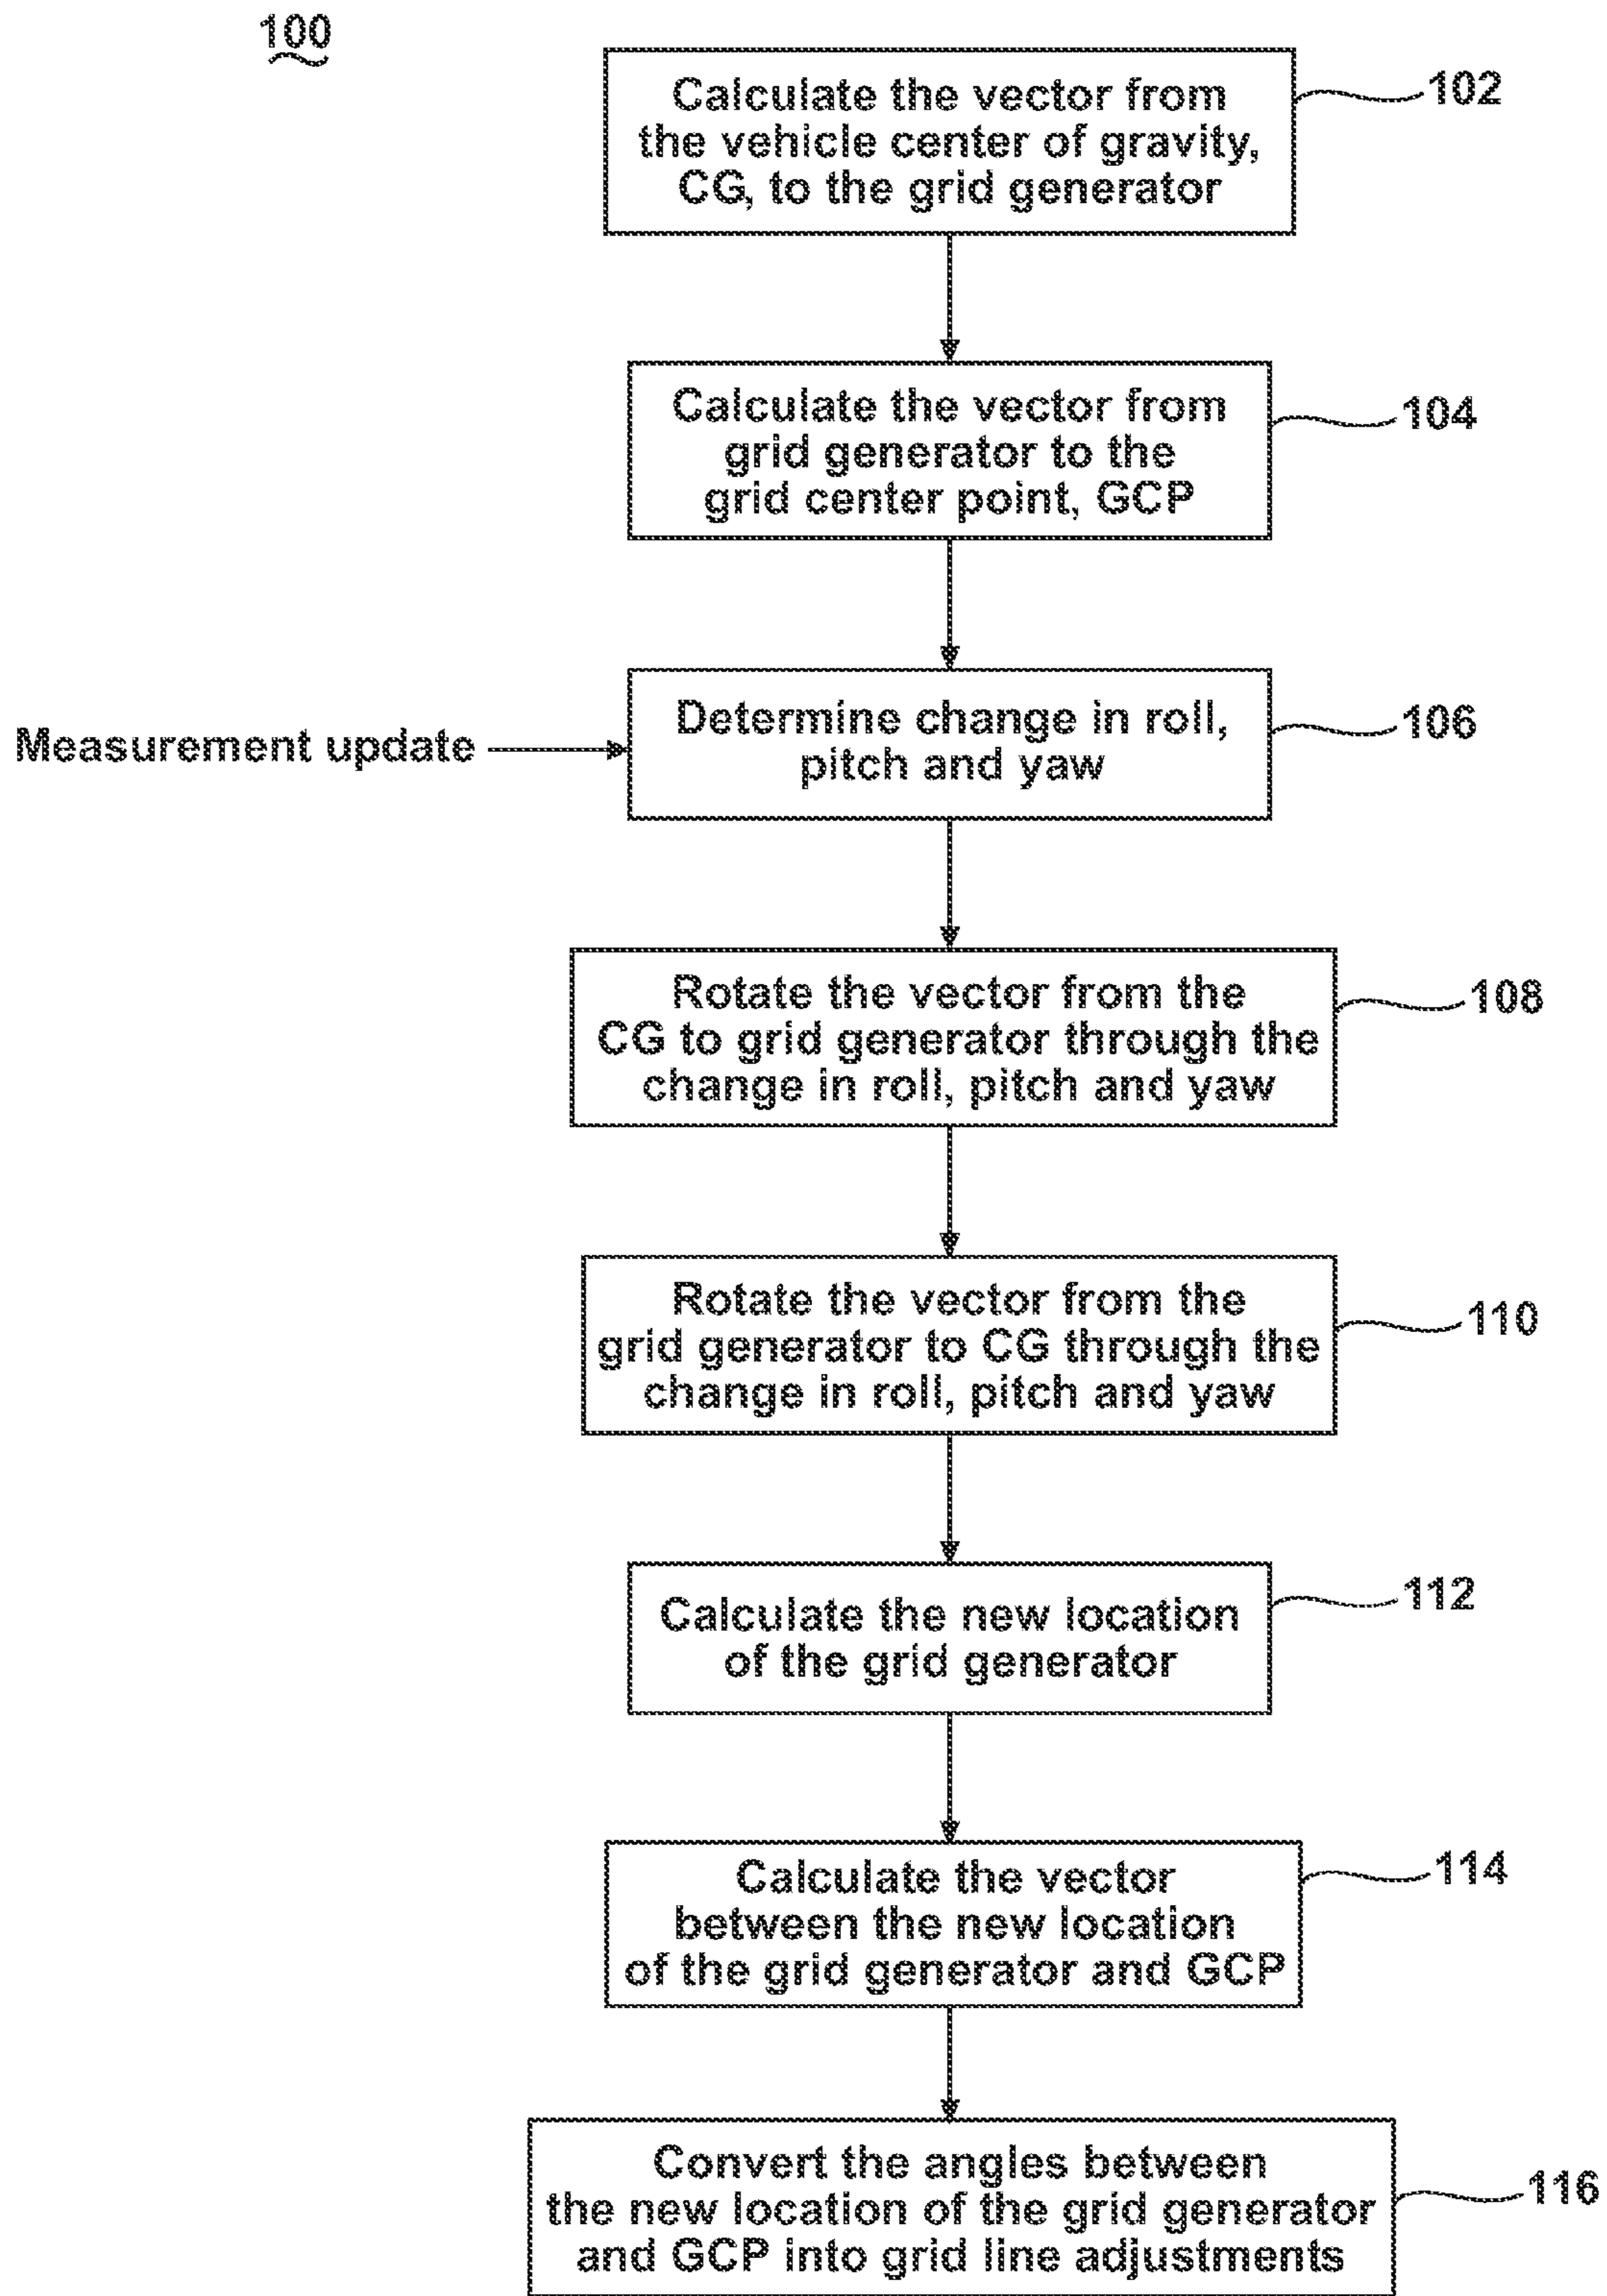 100
Calculate the vector from
the vehicle center of gravity,
CG, to the grid generator
102
Calculate the vector from
grid generator to the
grid center point, GCP
104
Measurement update
Determine change in roll,
pitch and yaw
106
Rotate the vector from the
CG to grid generator through the
change in roll, pitch and yaw
108
Rotate the vector from the
grid generator to CG through the
change in roll, pitch and yaw
110
Calculate the new location
of the grid generator
112
Calculate the vector
between the new location
of the grid generator and GCP
114
Convert the angles between
the new location of the grid generator
and GCP into grid line adjustments
116